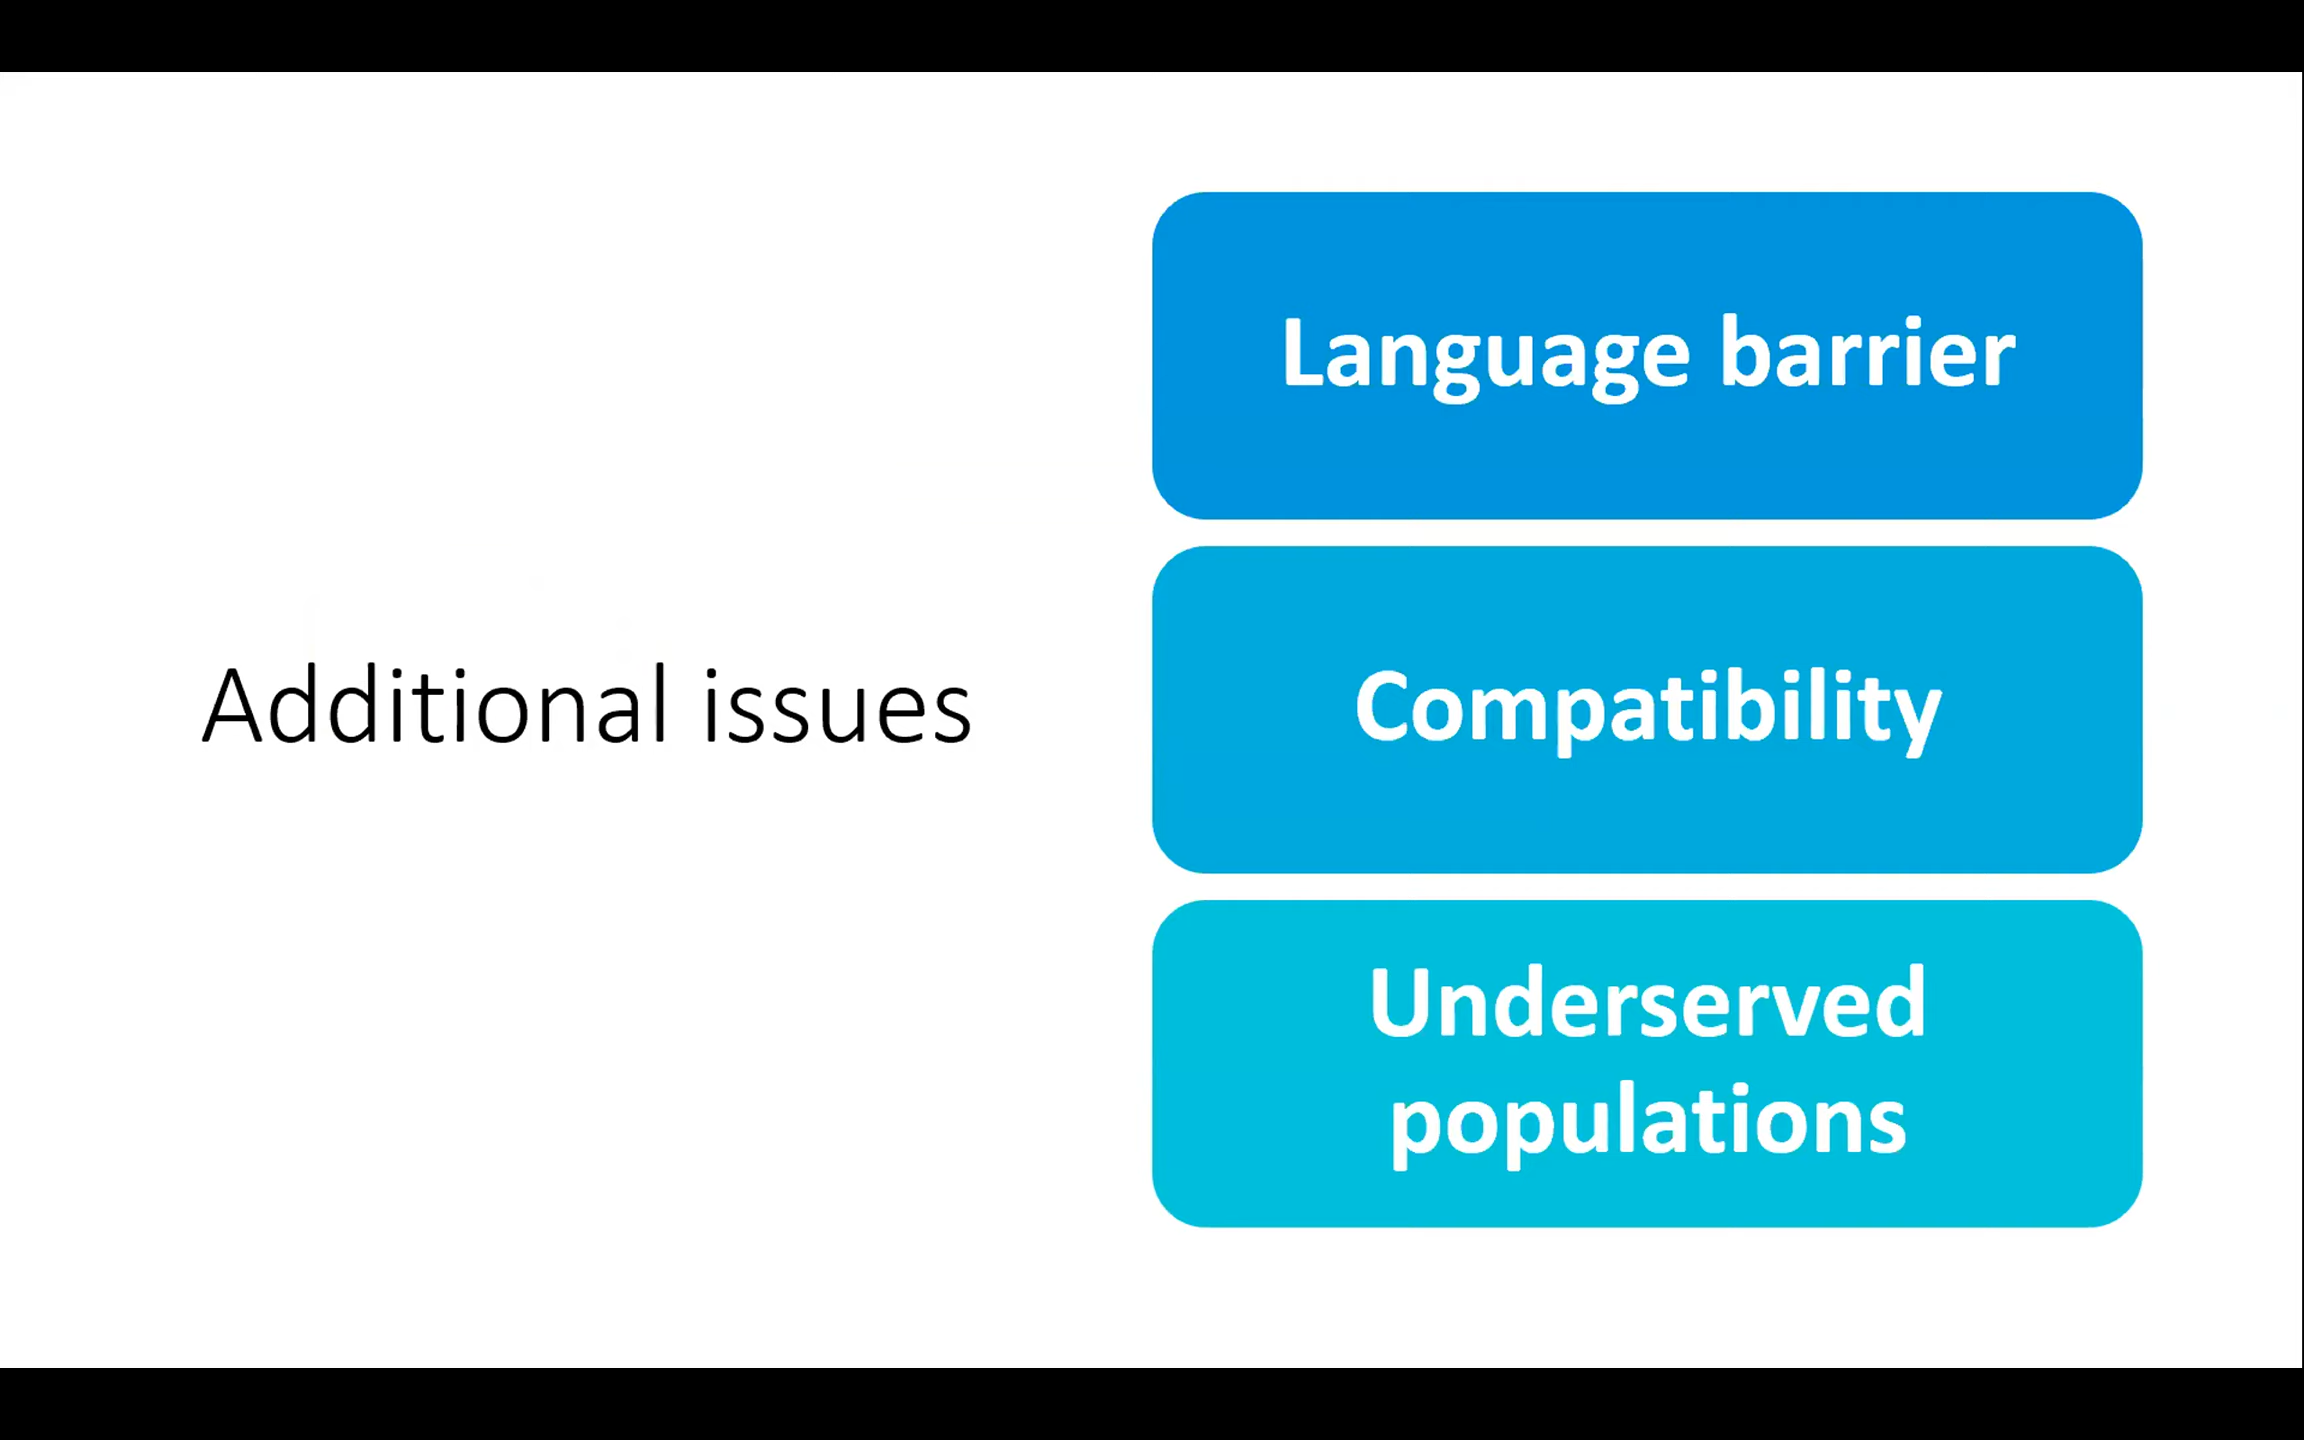 Additional issues
Language barrier
Compatibility
Underserved
populations